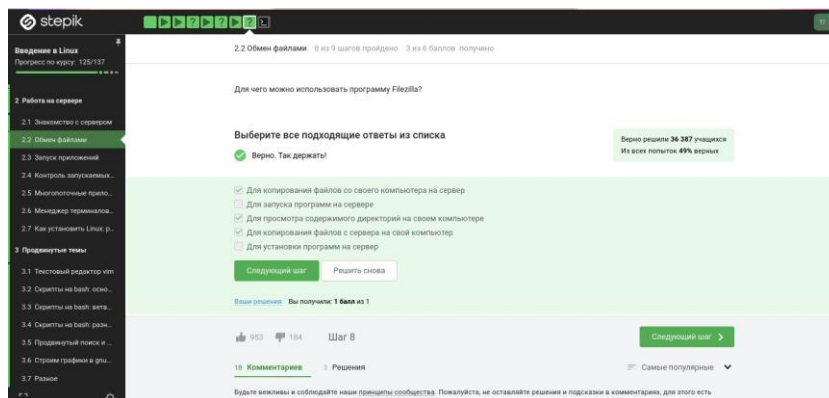 stepik
Введение в Linux
Прогресс по курсу: 125/137
2 Работа на сервере
2.1 Знакомство с сервером
2.2 Обмен файлами
2.3 Запуск приложений
2.4 Контроль запускаемых...
2.5 Многопоточные прило...
2.6 Менеджер терминалов...
2.7 Как установить Linux: р...
3 Продвинутые темы
3.1 Текстовый редактор vim
3.2 Скрипты на bash: осно...
3.3 Скрипты на bash: ветв...
3.4 Скрипты на bash: разн...
3.5 Продвинутый поиск и ...
3.6 Строим графики в gnu...
3.7 Разное
2.2 Обмен файлами 8 из 9 шагов пройдено 3 из 6 баллов получено
Для чего можно использовать программу Filezilla?
Выберите все подходящие ответы из списка
Верно. Так держать!
Верно решили 36 387 учащихся
Из всех попыток 49% верных
Для копирования файлов со своего компьютера на сервер
Для запуска программ на сервере
Для просмотра содержимого директорий на своем компьютере
Для копирования файлов с сервера на свой компьютер
Для установки программ на сервер
Следующий шаг Решить снова
Ваши решения Вы получили: 1 балл из 1
953 184 Шаг 8 Следующий шаг
18 Комментариев 3 Решения Самые популярные
Будьте вежливы и соблюдайте наши принципы сообщества. Пожалуйста, не оставляйте решения и подсказки в комментариях, для этого есть